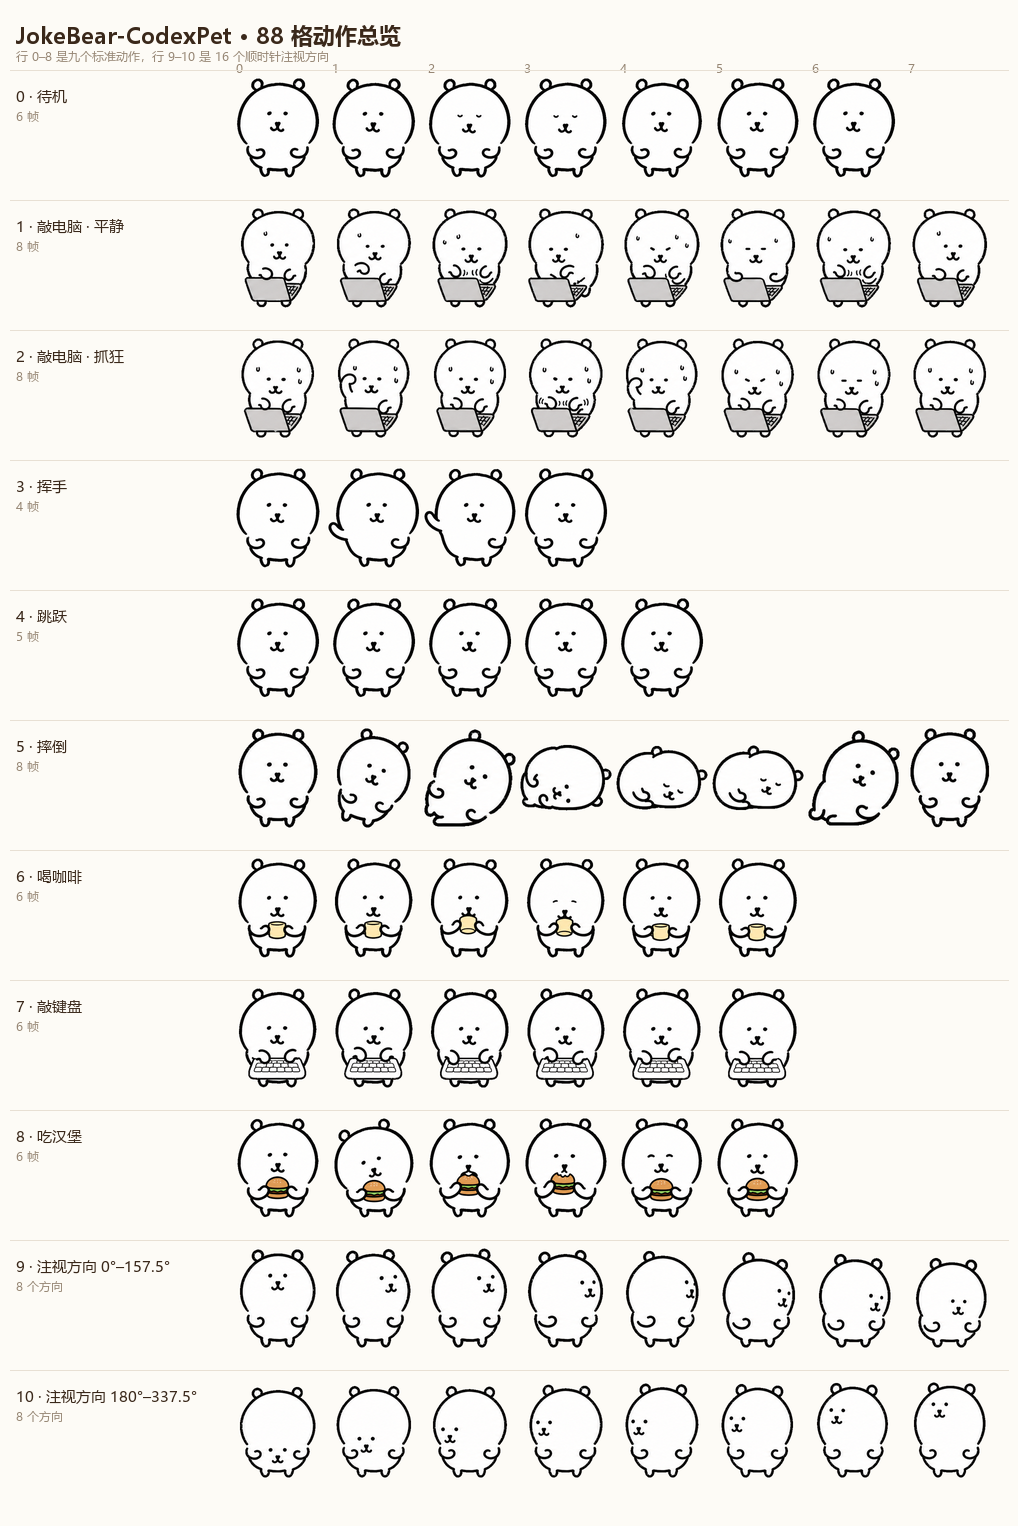 JokeBear-CodexPet • 88 格动作总览
行 0–8 是九个标准动作，行 9–10 是 16 个顺时针注视方向
0 1 2 3 4 5 6 7
0 · 待机
6 帧
1 · 敲电脑 · 平静
8 帧
2 · 敲电脑 · 抓狂
8 帧
3 · 挥手
4 帧
4 · 跳跃
5 帧
5 · 摔倒
8 帧
6 · 喝咖啡
6 帧
7 · 敲键盘
6 帧
8 · 吃汉堡
6 帧
9 · 注视方向 0°–157.5°
8 个方向
10 · 注视方向 180°–337.5°
8 个方向